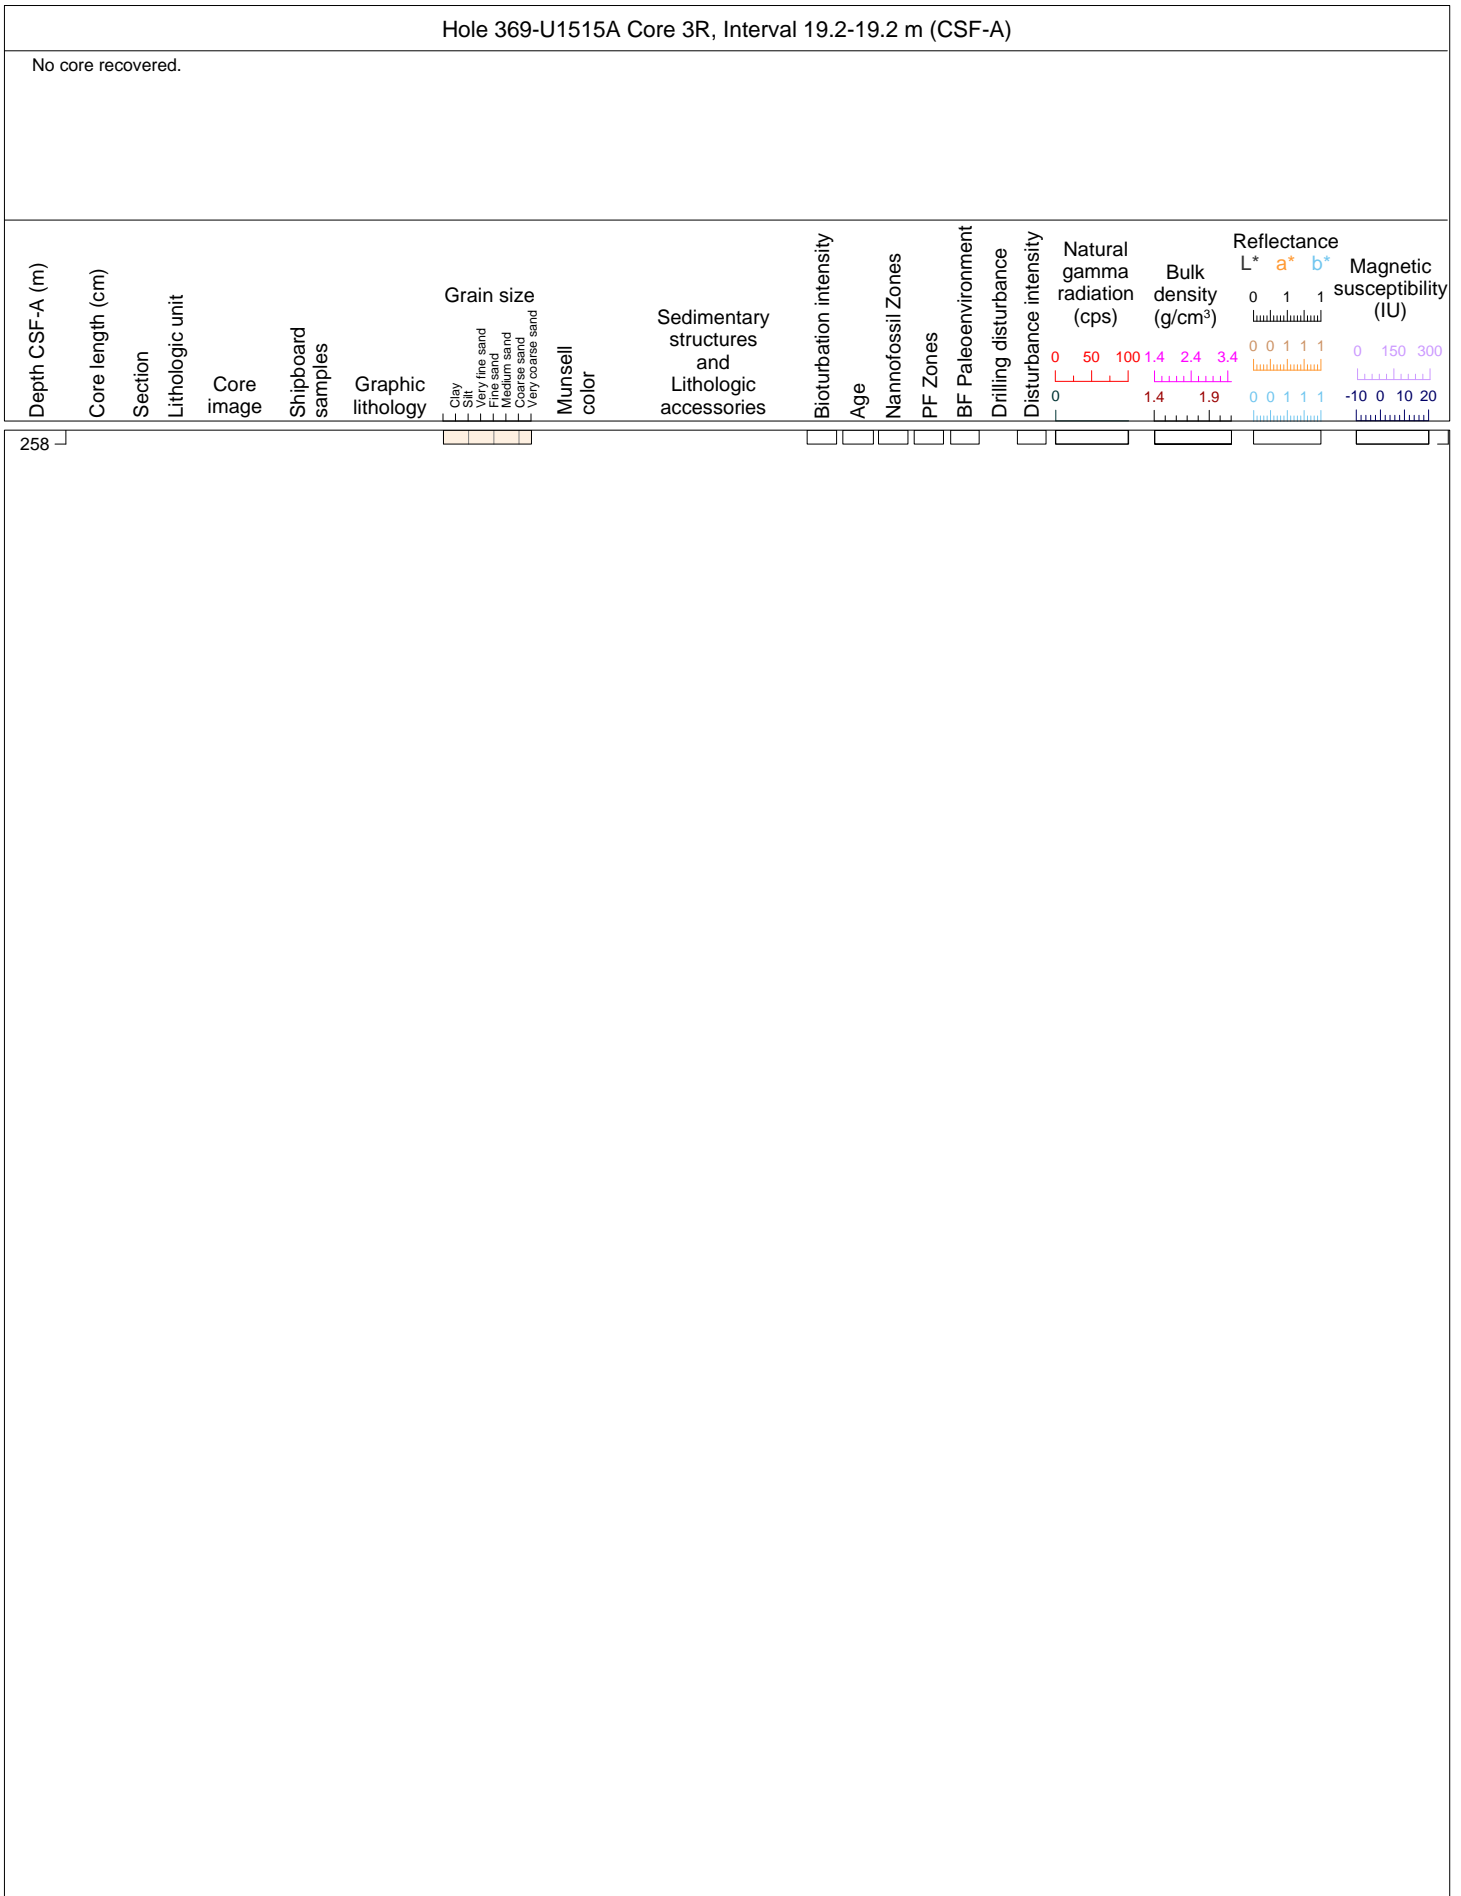 Hole 369-U1515A Core 3R, Interval 19.2-19.2 m (CSF-A)
No core recovered.
Depth CSF-A (m)
Core length (cm)
Section
Lithologic unit
Core
image
Shipboard
samples
Graphic
lithology
Grain size
Clay
Silt
Very fine sand
Fine sand
Medium sand
Coarse sand
Very coarse sand
Munsell
color
Sedimentary
structures
and
Lithologic
accessories
Bioturbation intensity
Age
Nannofossil Zones
PF Zones
BF Paleoenvironment
Drilling disturbance
Disturbance intensity
Natural
gamma
radiation
(cps)
0 50 100
0
Bulk
density
(g/cm³)
1.4 2.4 3.4
1.4 1.9
Reflectance
L* a* b*
0 1 1
0 0 1 1 1
0 0 1 1 1
Magnetic
susceptibility
(IU)
0 150 300
-10 0 10 20
258